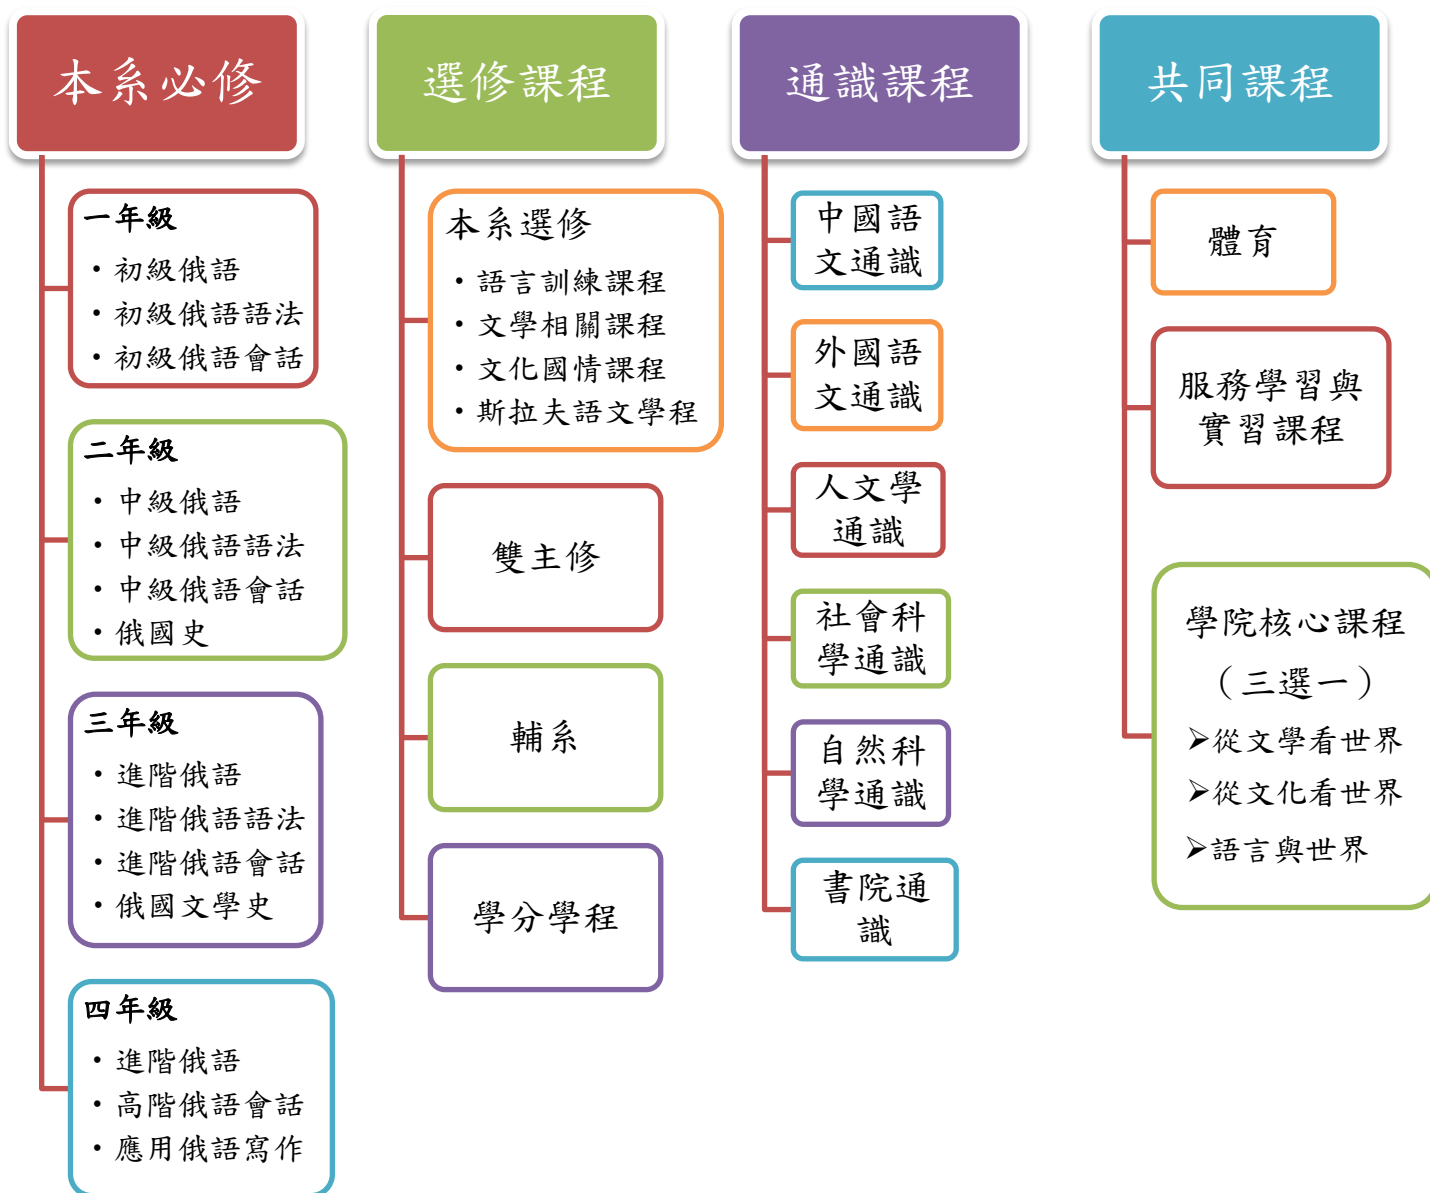 本系必修
一年級
・初級俄語
・初級俄語語法
・初級俄語會話
二年級
・中級俄語
・中級俄語語法
・中級俄語會話
・俄國史
三年級
・進階俄語
・進階俄語語法
・進階俄語會話
・俄國文學史
四年級
・進階俄語
・高階俄語會話
・應用俄語寫作
選修課程
本系選修
・語言訓練課程
・文學相關課程
・文化國情課程
・斯拉夫語文學程
雙主修
輔系
學分學程
通識課程
中國語
文通識
外國語
文通識
人文學
通識
社會科
學通識
自然科
學通識
書院通
識
共同課程
體育
服務學習與
實習課程
學院核心課程
（三選一）
➢從文學看世界
➢從文化看世界
➢語言與世界